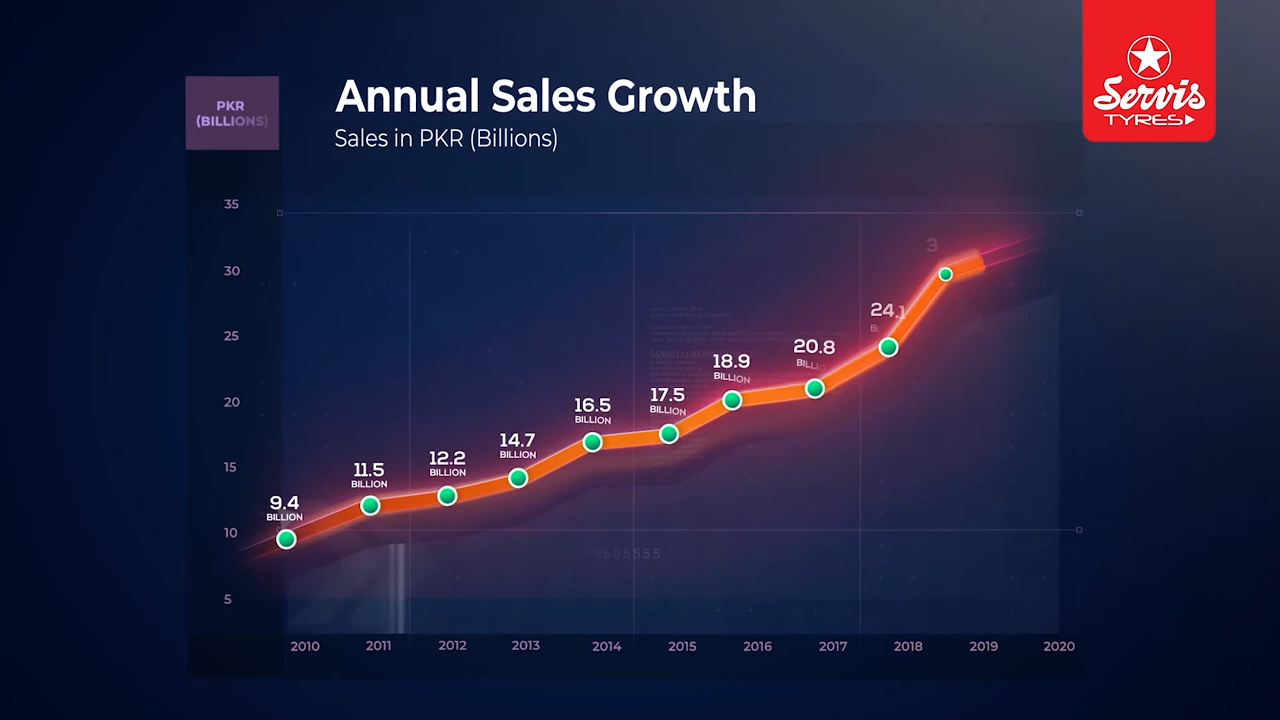 Servis
TYRES
PKR
(BILLIONS)
Annual Sales Growth
Sales in PKR (Billions)
35
30
25
20
15
10
5
9.4
BILLION
11.5
BILLION
12.2
BILLION
14.7
BILLION
16.5
BILLION
17.5
BILLION
18.9
BILLION
20.8
BILLIO
24.1
B
3
2010 2011 2012 2013 2014 2015 2016 2017 2018 2019 2020